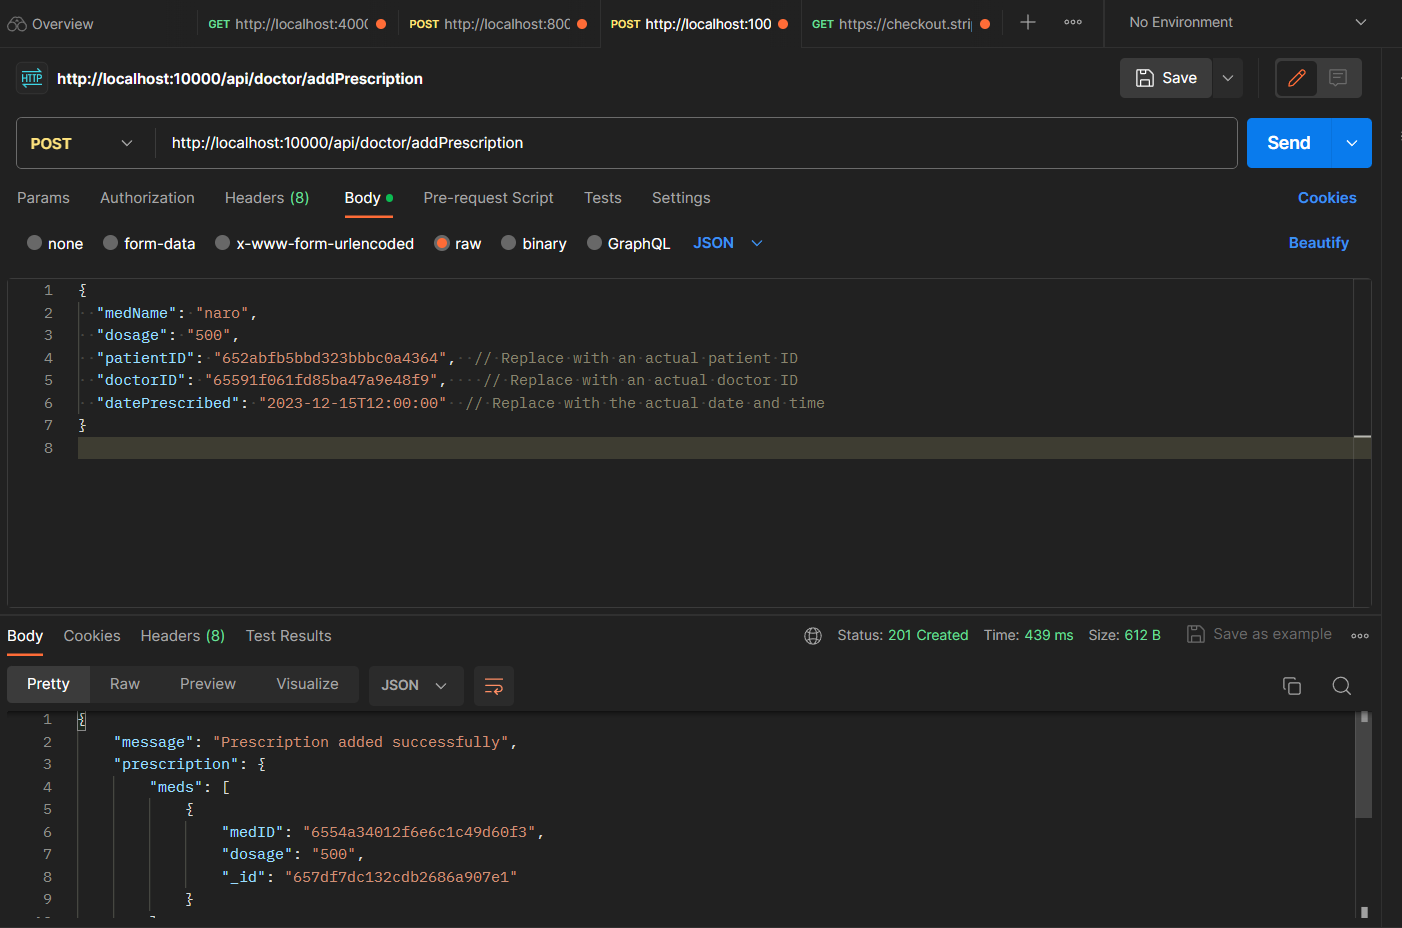 Overview GET http://localhost:4000 POST http://localhost:800 POST http://localhost:100 GET https://checkout.stri No Environment
HTTP http://localhost:10000/api/doctor/addPrescription Save
POST http://localhost:10000/api/doctor/addPrescription Send
Params Authorization Headers (8) Body Pre-request Script Tests Settings Cookies
none form-data x-www-form-urlencoded raw binary GraphQL JSON Beautify
1 {
2 "medName": "naro",
3 "dosage": "500",
4 "patientID": "652abfb5bbd323bbbc0a4364", // Replace with an actual patient ID
5 "doctorID": "65591f061fd85ba47a9e48f9", // Replace with an actual doctor ID
6 "datePrescribed": "2023-12-15T12:00:00" // Replace with the actual date and time
7 }
8
Body Cookies Headers (8) Test Results Status: 201 Created Time: 439 ms Size: 612 B Save as example
Pretty Raw Preview Visualize JSON
1 {
2 "message": "Prescription added successfully",
3 "prescription": {
4 "meds": [
5 {
6 "medID": "6554a34012f6e6c1c49d60f3",
7 "dosage": "500",
8 "_id": "657df7dc132cdb2686a907e1"
9 }